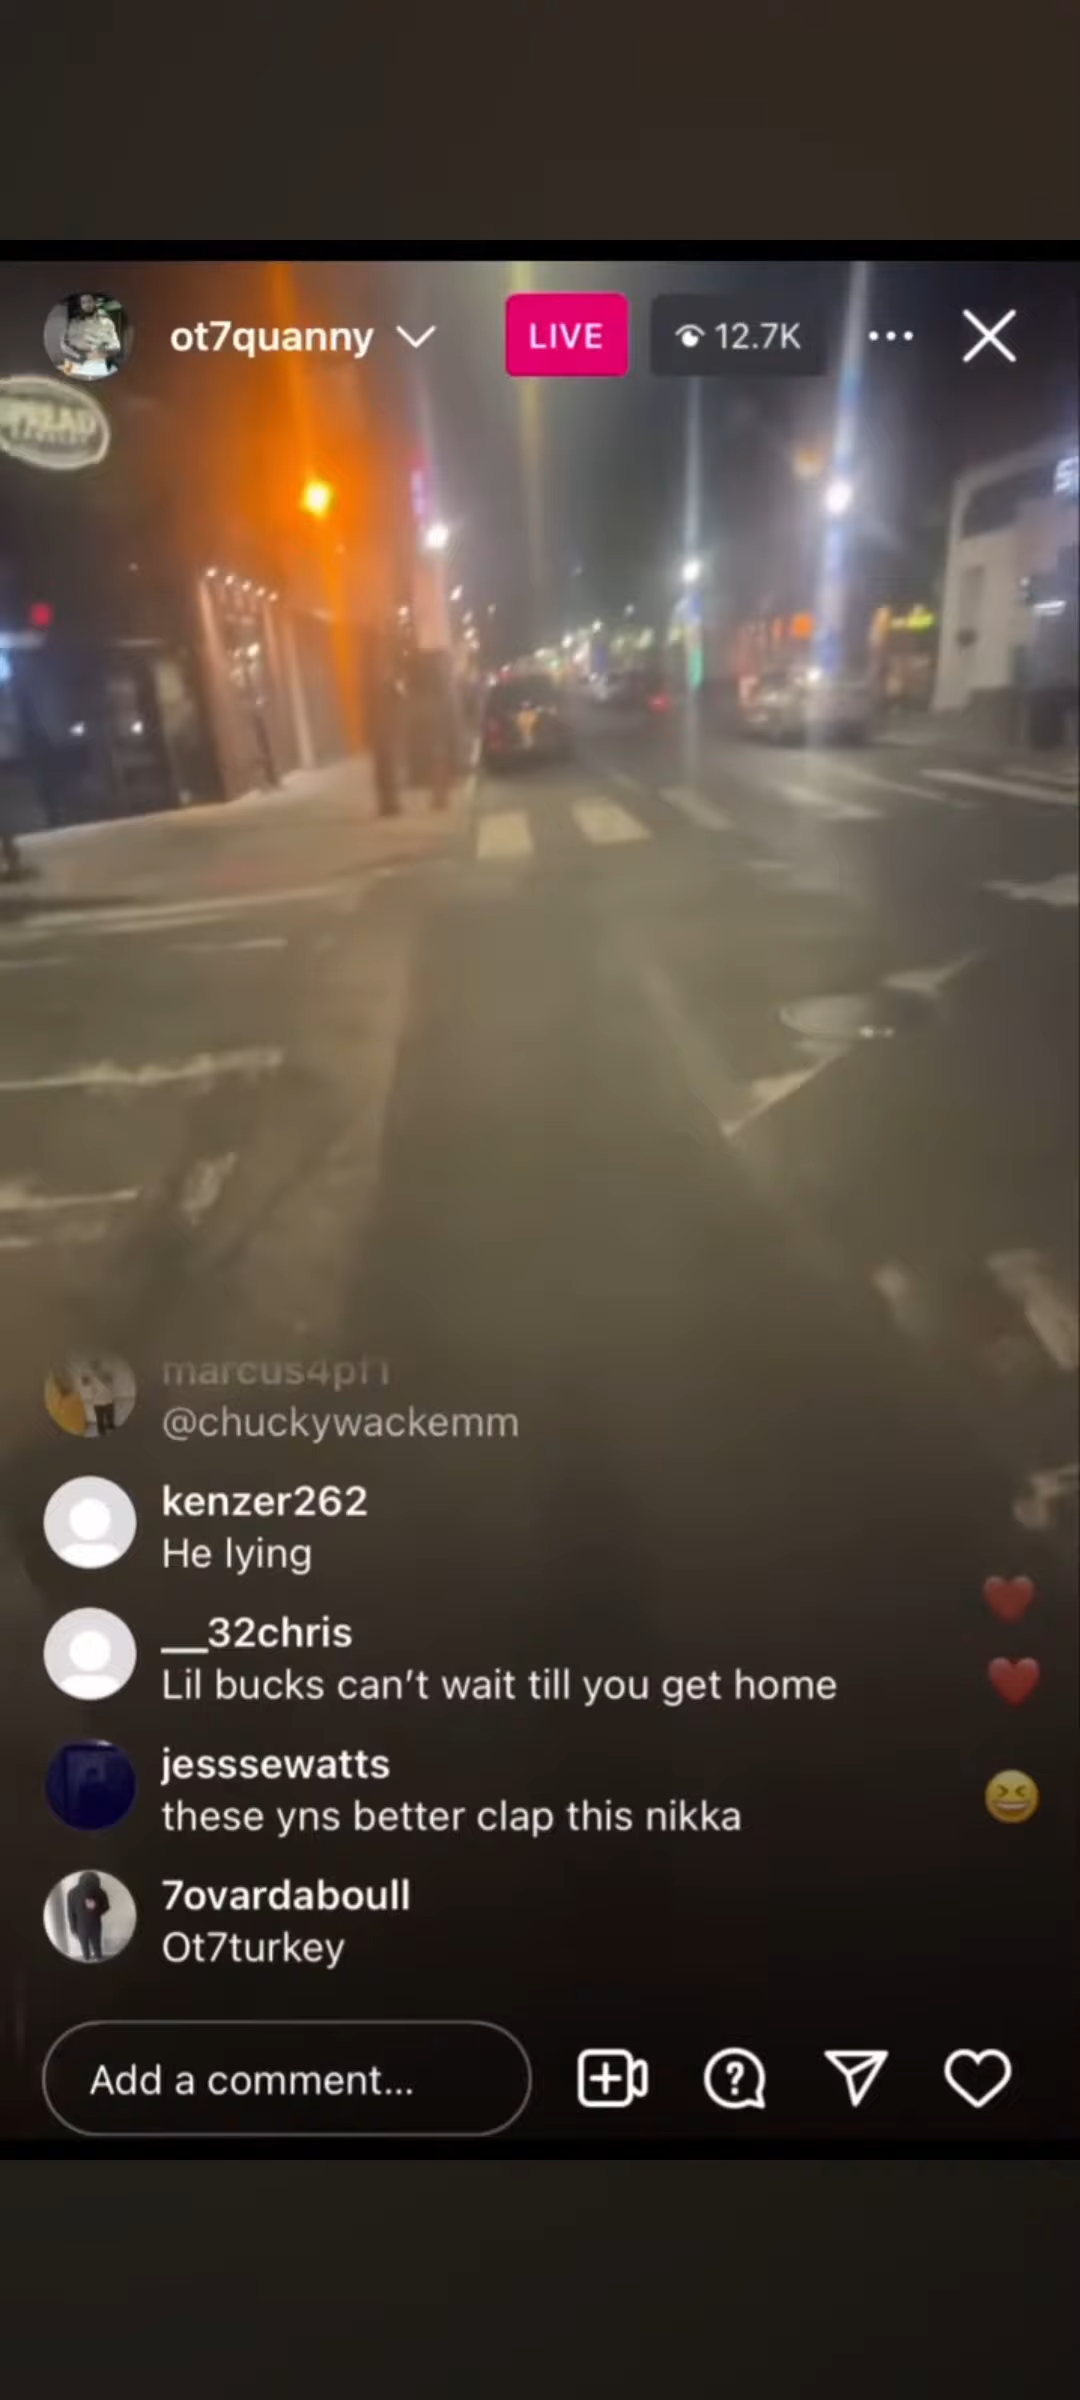 ot7quanny
LIVE
12.7K
SPREAD
@chuckywackemm
kenzer262
He lying
__32chris
Lil bucks can’t wait till you get home
jesssewatts
these yns better clap this nikka
7ovardaboull
Ot7turkey
Add a comment...